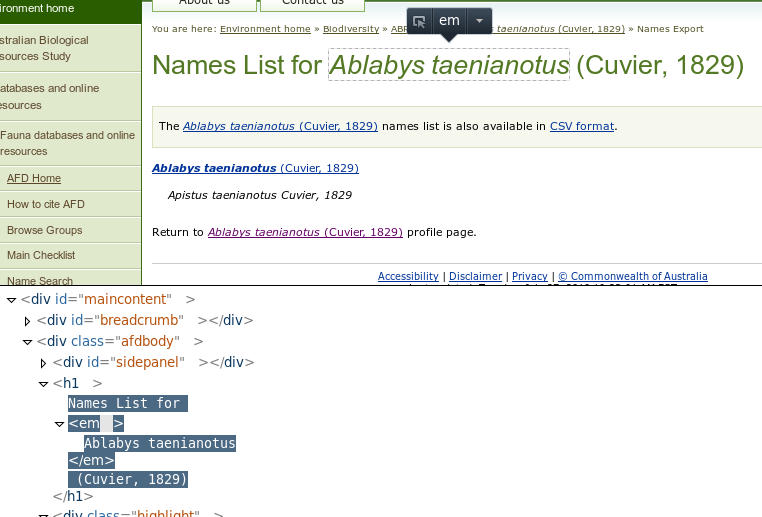 ironment home
About us
Contact us
em
You are here: Environment home » Biodiversity » taenianotus (Cuvier, 1829) » Names Export
stralian Biological
sources Study
atabases and online
esources
Fauna databases and online
resources
AFD Home
How to cite AFD
Browse Groups
Main Checklist
Name Search
Names List for Ablabys taenianotus (Cuvier, 1829)
The Ablabys taenianotus (Cuvier, 1829) names list is also available in CSV format.
Ablabys taenianotus (Cuvier, 1829)
Apistus taenianotus Cuvier, 1829
Return to Ablabys taenianotus (Cuvier, 1829) profile page.
Accessibility | Disclaimer | Privacy | © Commonwealth of Australia
<div id="maincontent" >
<div id="breadcrumb" ></div>
<div class="afdbody" >
<div id="sidepanel" ></div>
<h1 >
Names List for
<em >
Ablabys taenianotus
</em>
(Cuvier, 1829)
</h1>
<div class="highlight" >